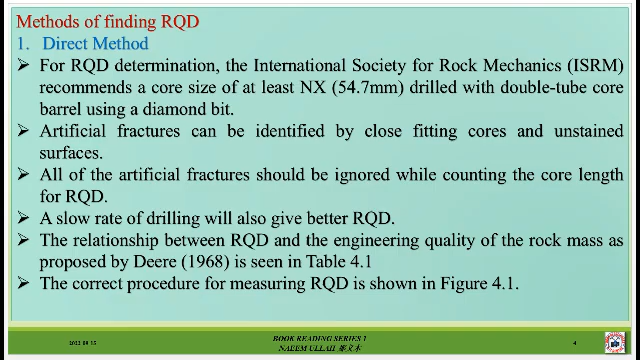 Methods of finding RQD
1. Direct Method
➢ For RQD determination, the International Society for Rock Mechanics (ISRM)
recommends a core size of at least NX (54.7mm) drilled with double-tube core
barrel using a diamond bit.
➢ Artificial fractures can be identified by close fitting cores and unstained
surfaces.
➢ All of the artificial fractures should be ignored while counting the core length
for RQD.
➢ A slow rate of drilling will also give better RQD.
➢ The relationship between RQD and the engineering quality of the rock mass as
proposed by Deere (1968) is seen in Table 4.1
➢ The correct procedure for measuring RQD is shown in Figure 4.1.
BOOK READING SERIES 1
NAEEM ULLAH
4